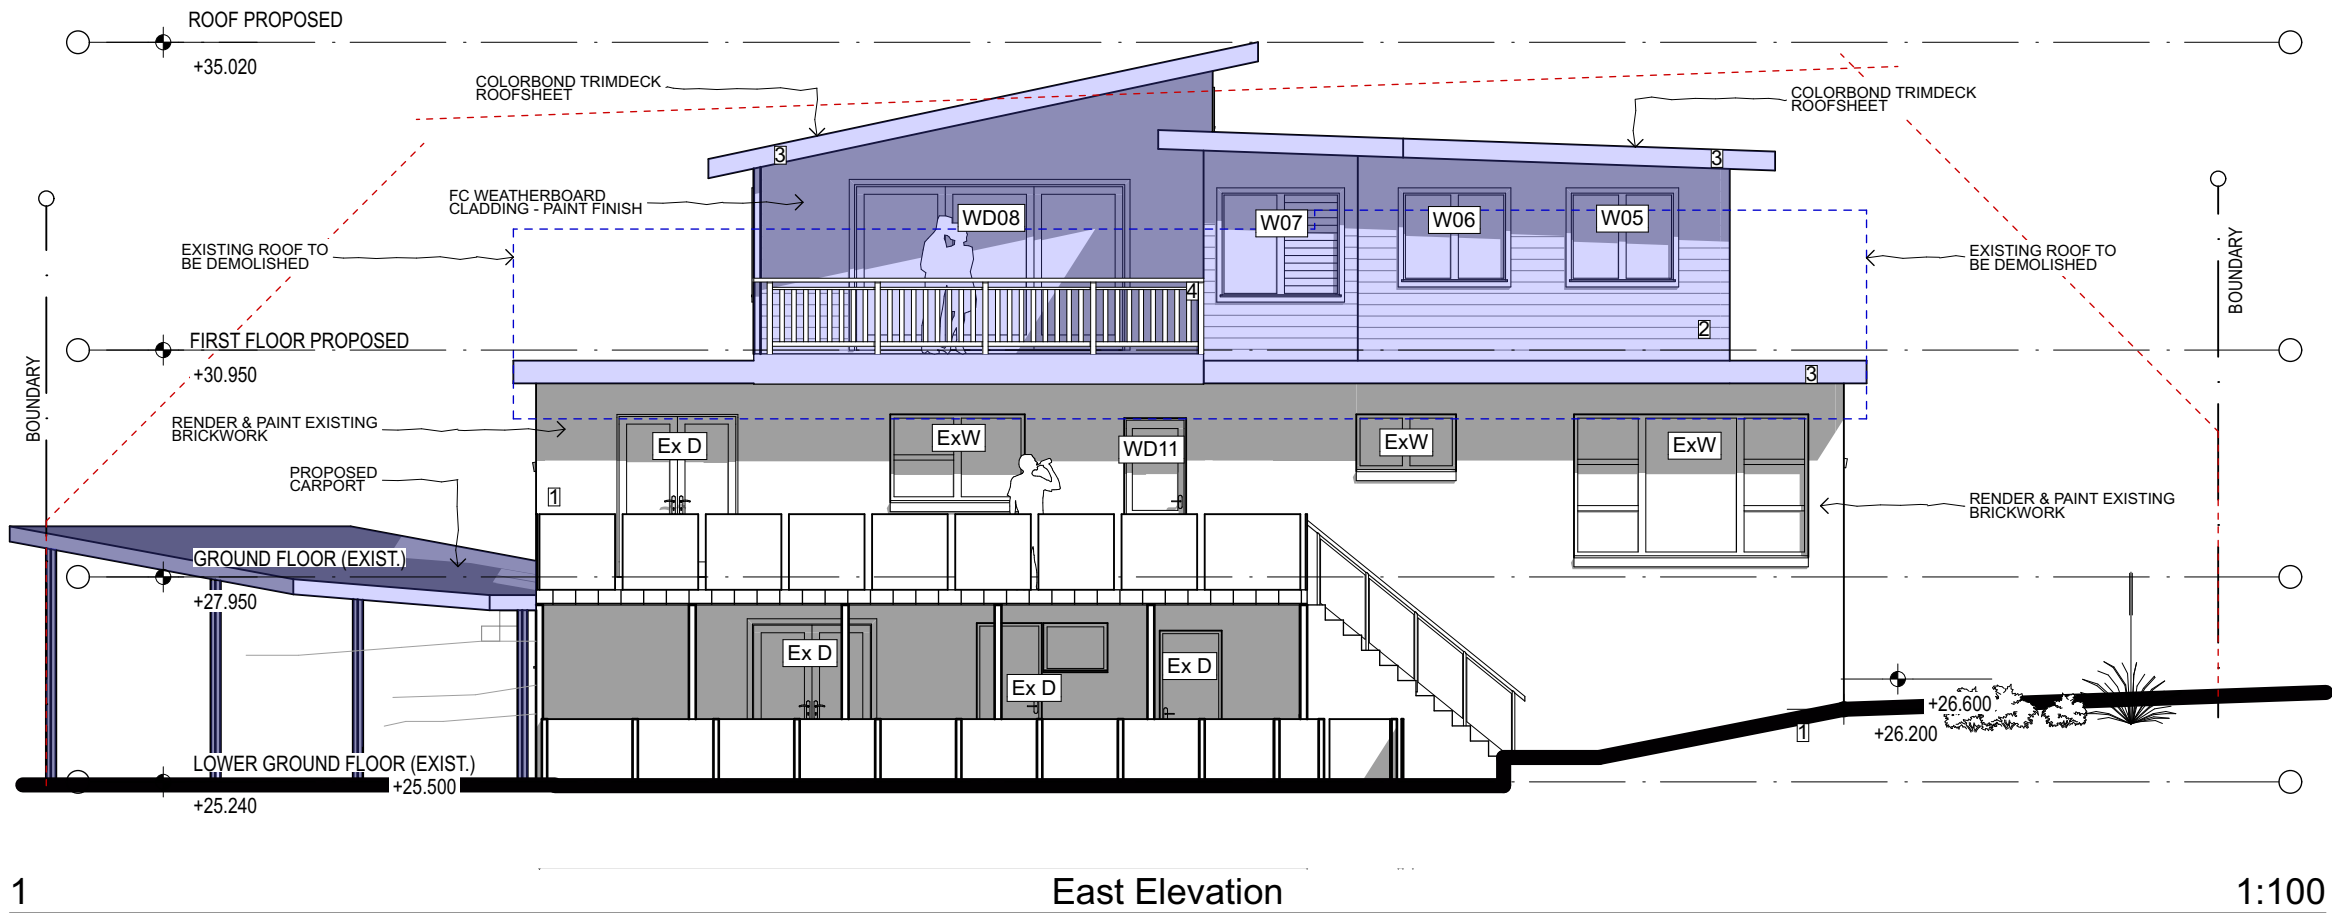 ROOF PROPOSED
+35.020
COLORBOND TRIMDECK
ROOFSHEET
COLORBOND TRIMDECK
ROOFSHEET
3
3
FC WEATHERBOARD
CLADDING - PAINT FINISH
WD08
W07
W06
W05
EXISTING ROOF TO
BE DEMOLISHED
EXISTING ROOF TO
BE DEMOLISHED
BOUNDARY
4
2
FIRST FLOOR PROPOSED
+30.950
3
BOUNDARY
RENDER & PAINT EXISTING
BRICKWORK
Ex D
ExW
WD11
ExW
ExW
PROPOSED
CARPORT
1
RENDER & PAINT EXISTING
BRICKWORK
GROUND FLOOR (EXIST.)
+27.950
Ex D
Ex D
Ex D
+26.600
+26.200
1
LOWER GROUND FLOOR (EXIST.)
+25.500
+25.240
1
East Elevation
1:100